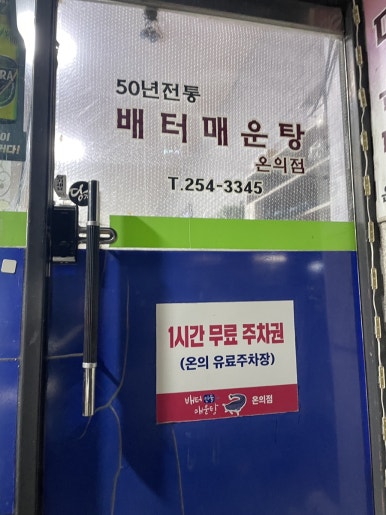 50년전통
배터매운탕
온의점
T.254-3345
1시간 무료 주차권
(온의 유료주차장)
배터 전통
매운탕
온의점